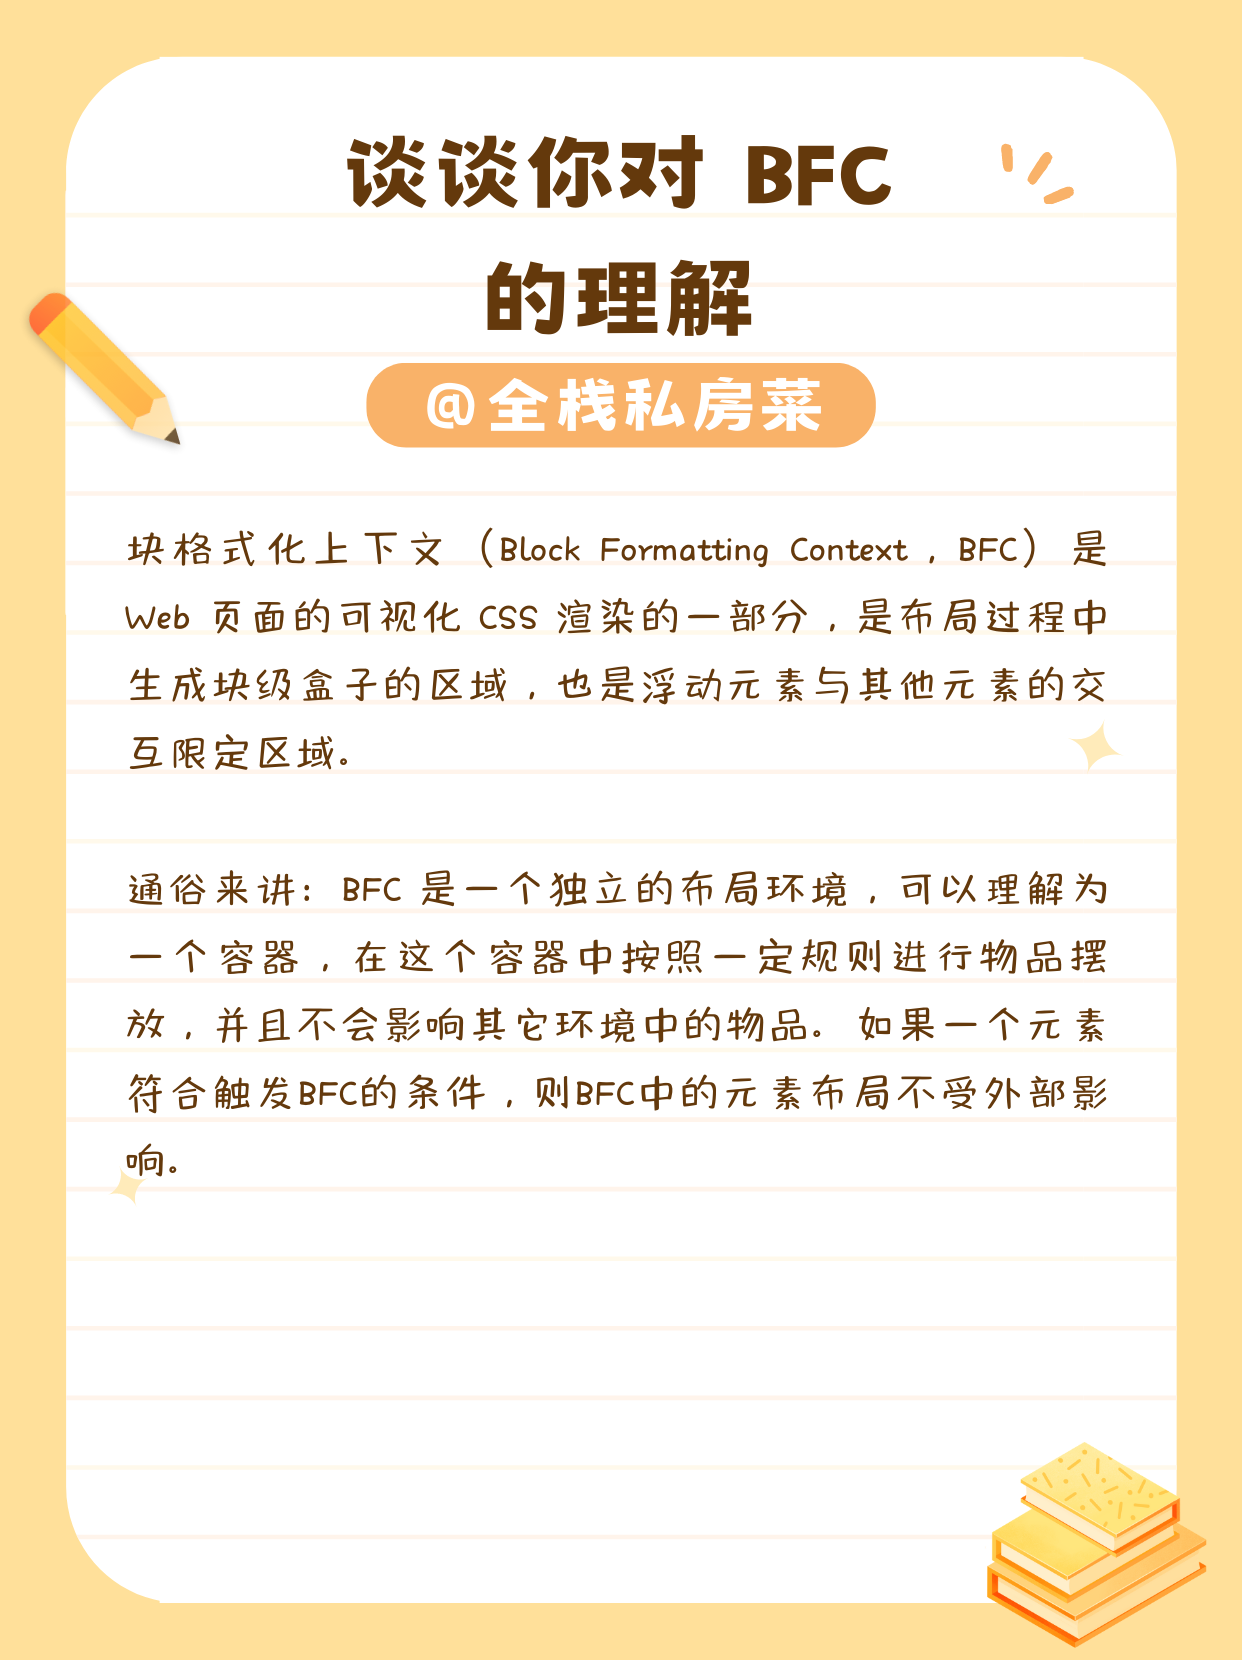 谈谈你对 BFC
的理解
@全栈私房菜
块格式化上下文（Block Formatting Context，BFC）是
Web 页面的可视化 CSS 渲染的一部分，是布局过程中
生成块级盒子的区域，也是浮动元素与其他元素的交
互限定区域。
通俗来讲：BFC 是一个独立的布局环境，可以理解为
一个容器，在这个容器中按照一定规则进行物品摆
放，并且不会影响其它环境中的物品。 如果一个元素
符合触发BFC的条件，则BFC中的元素布局不受外部影
响。